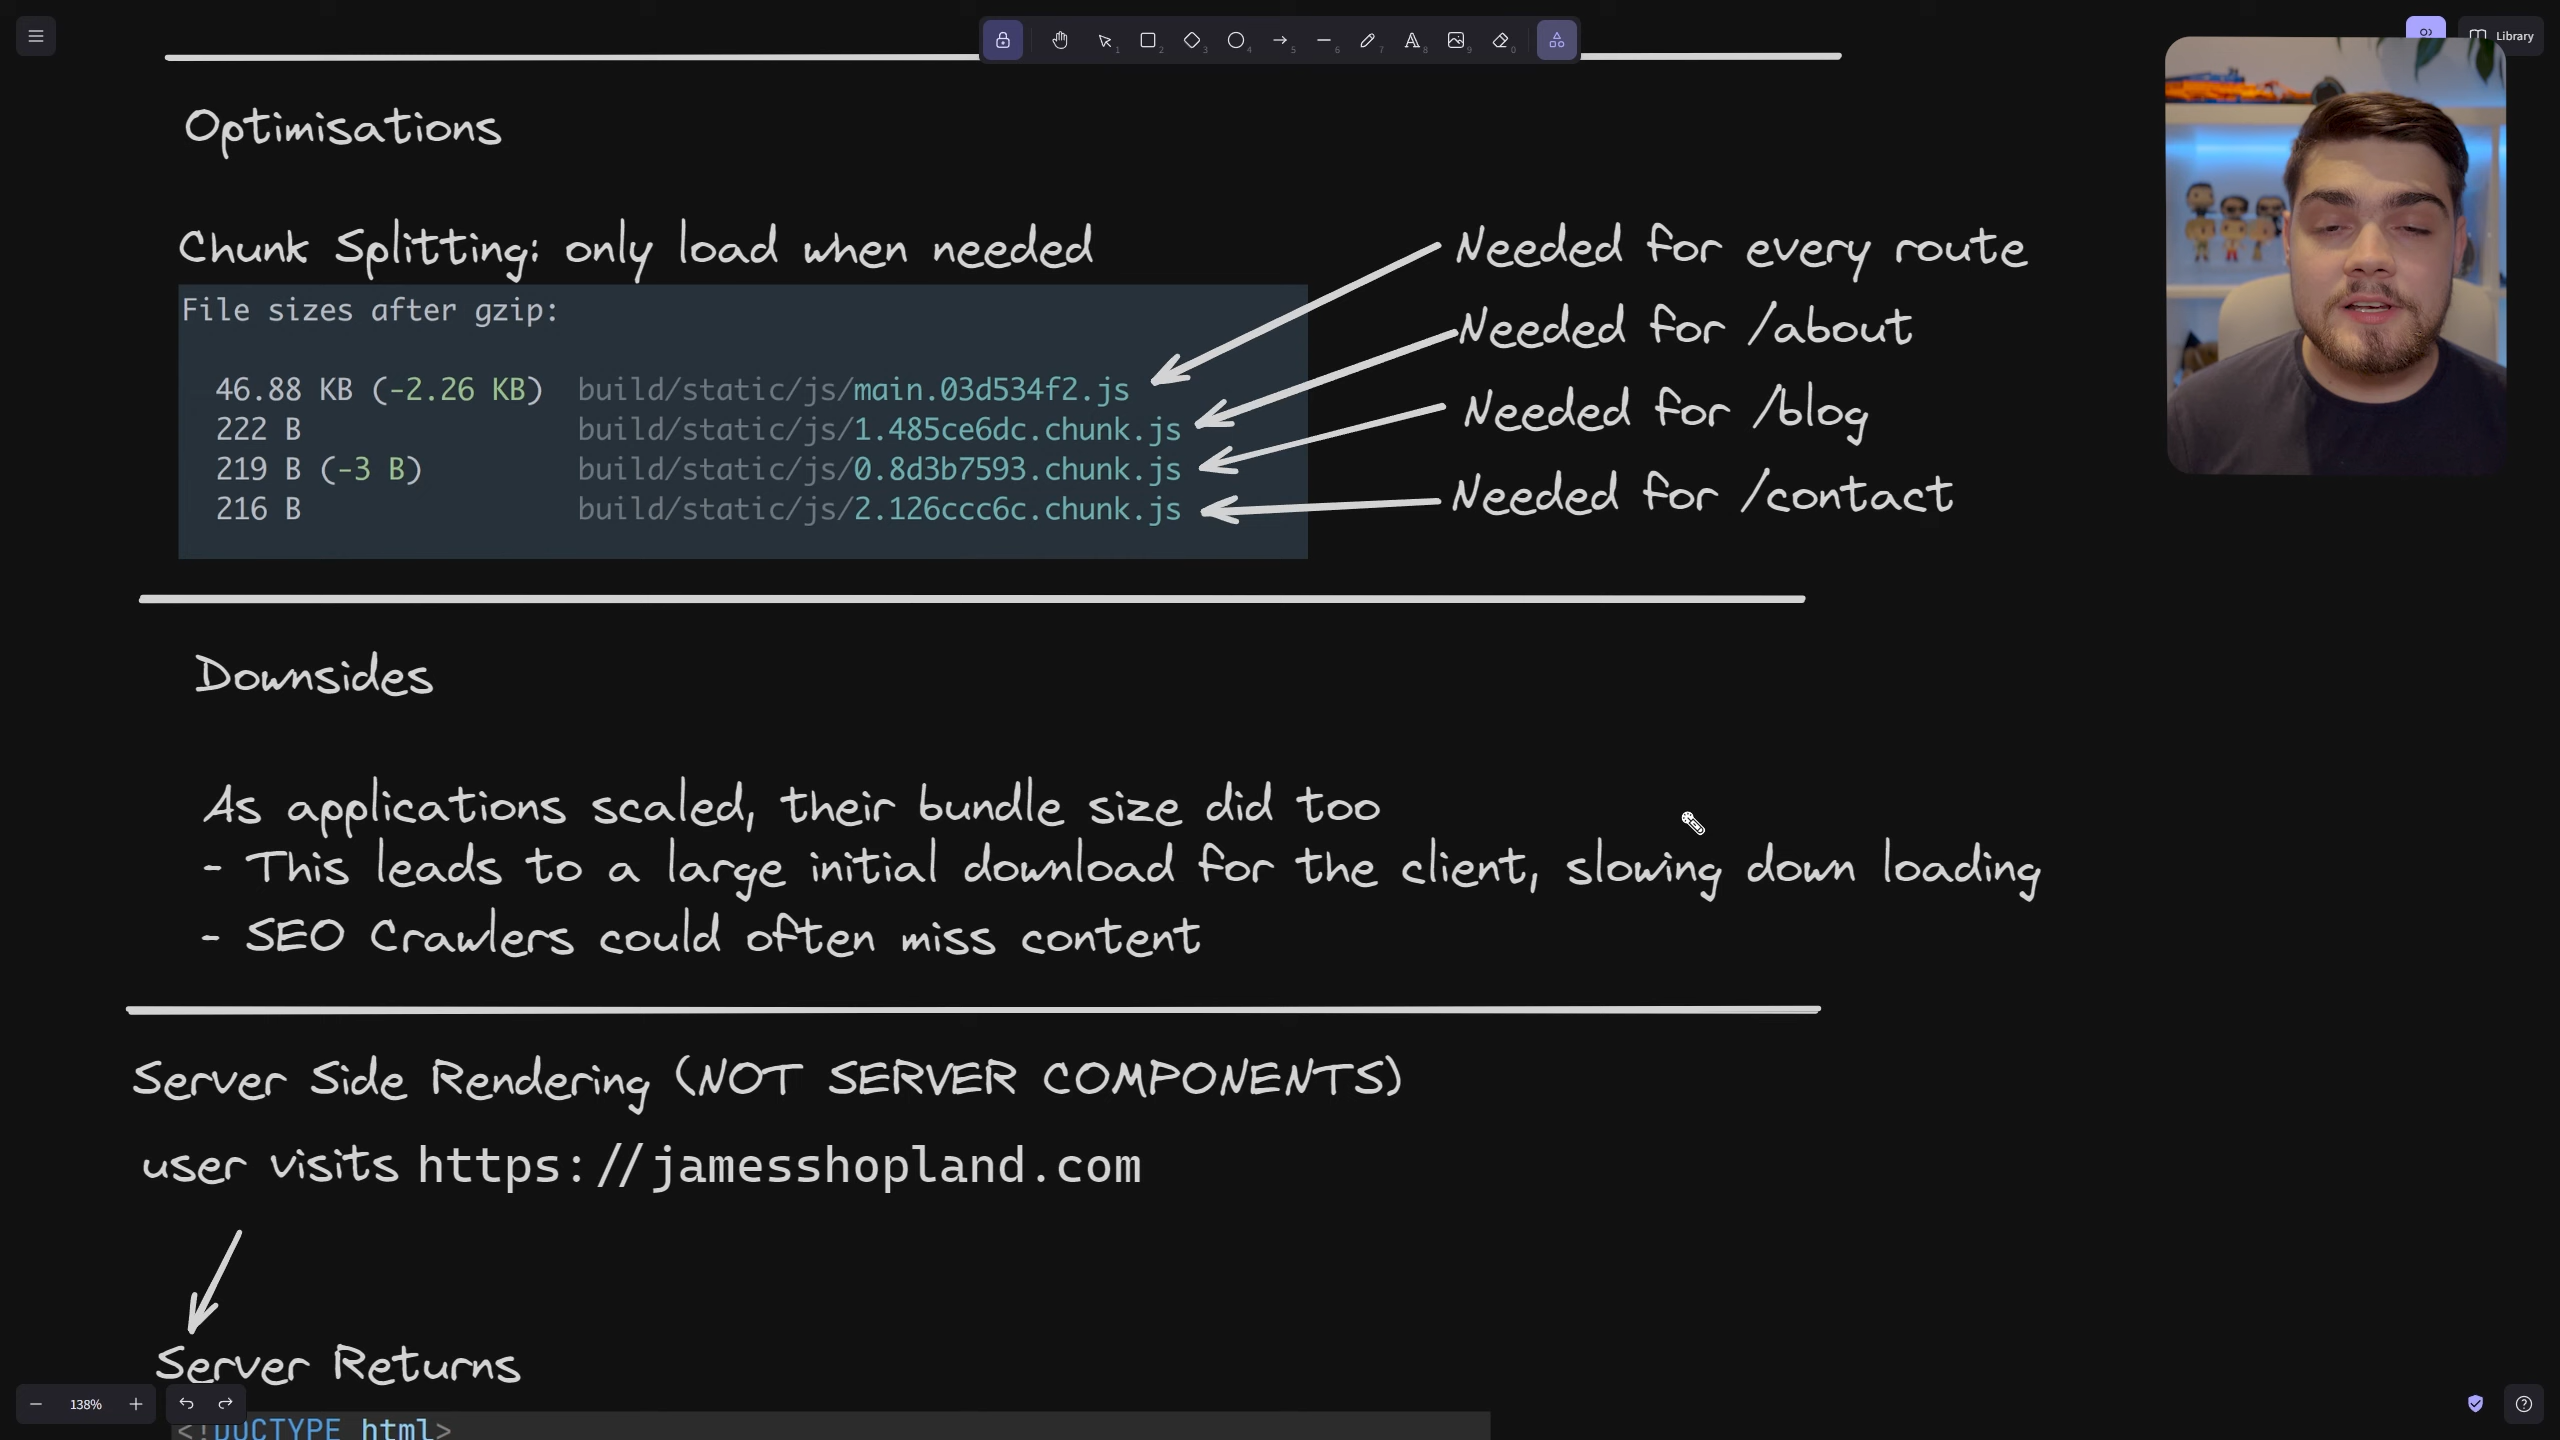 Library
Optimisations
Chunk Splitting: only load when needed
File sizes after gzip:
46.88 KB (-2.26 KB) build/static/js/main.03d534f2.js
222 B build/static/js/1.485ce6dc.chunk.js
219 B (-3 B) build/static/js/0.8d3b7593.chunk.js
216 B build/static/js/2.126ccc6c.chunk.js
Needed for every route
Needed for /about
Needed for /blog
Needed for /contact
Downsides
As applications scaled, their bundle size did too
- This leads to a large initial download for the client, slowing down loading
- SEO Crawlers could often miss content
Server Side Rendering (NOT SERVER COMPONENTS)
user visits https://jamesshopland.com
Server Returns
138%
<!DOCTYPE html>